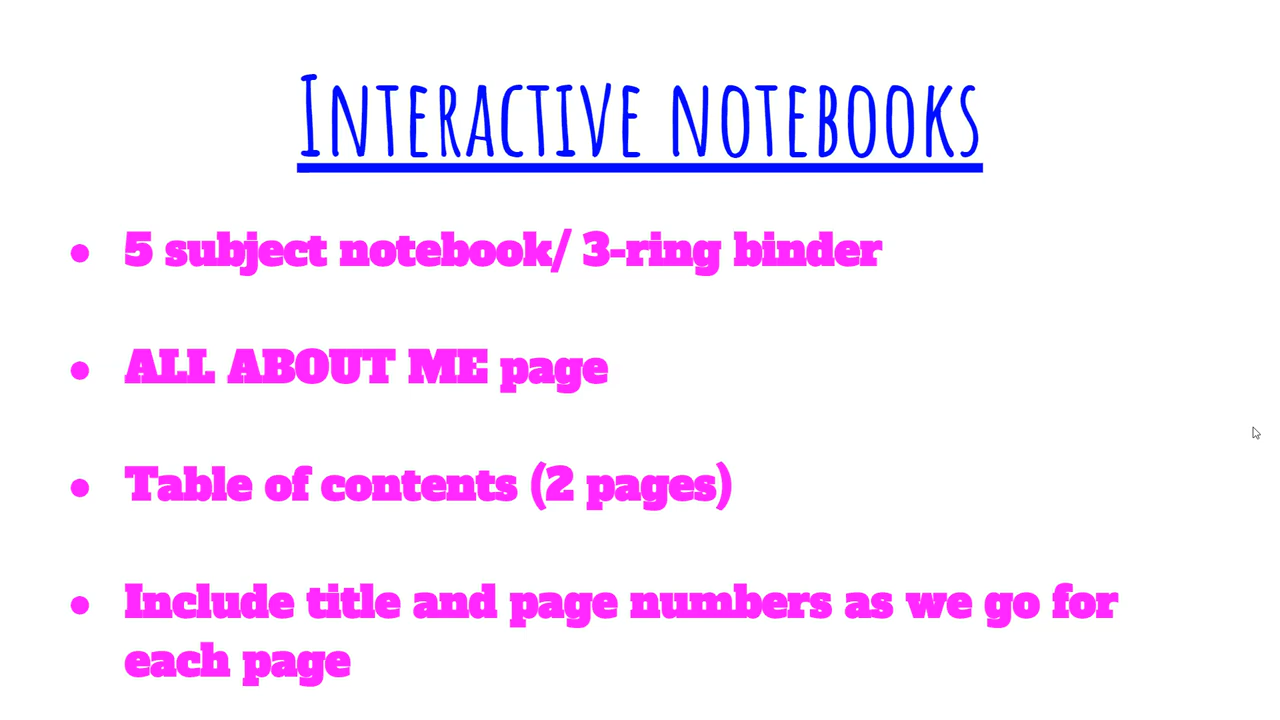 Interactive notebooks
● 5 subject notebook/ 3-ring binder
● ALL ABOUT ME page
● Table of contents (2 pages)
● Include title and page numbers as we go for
each page